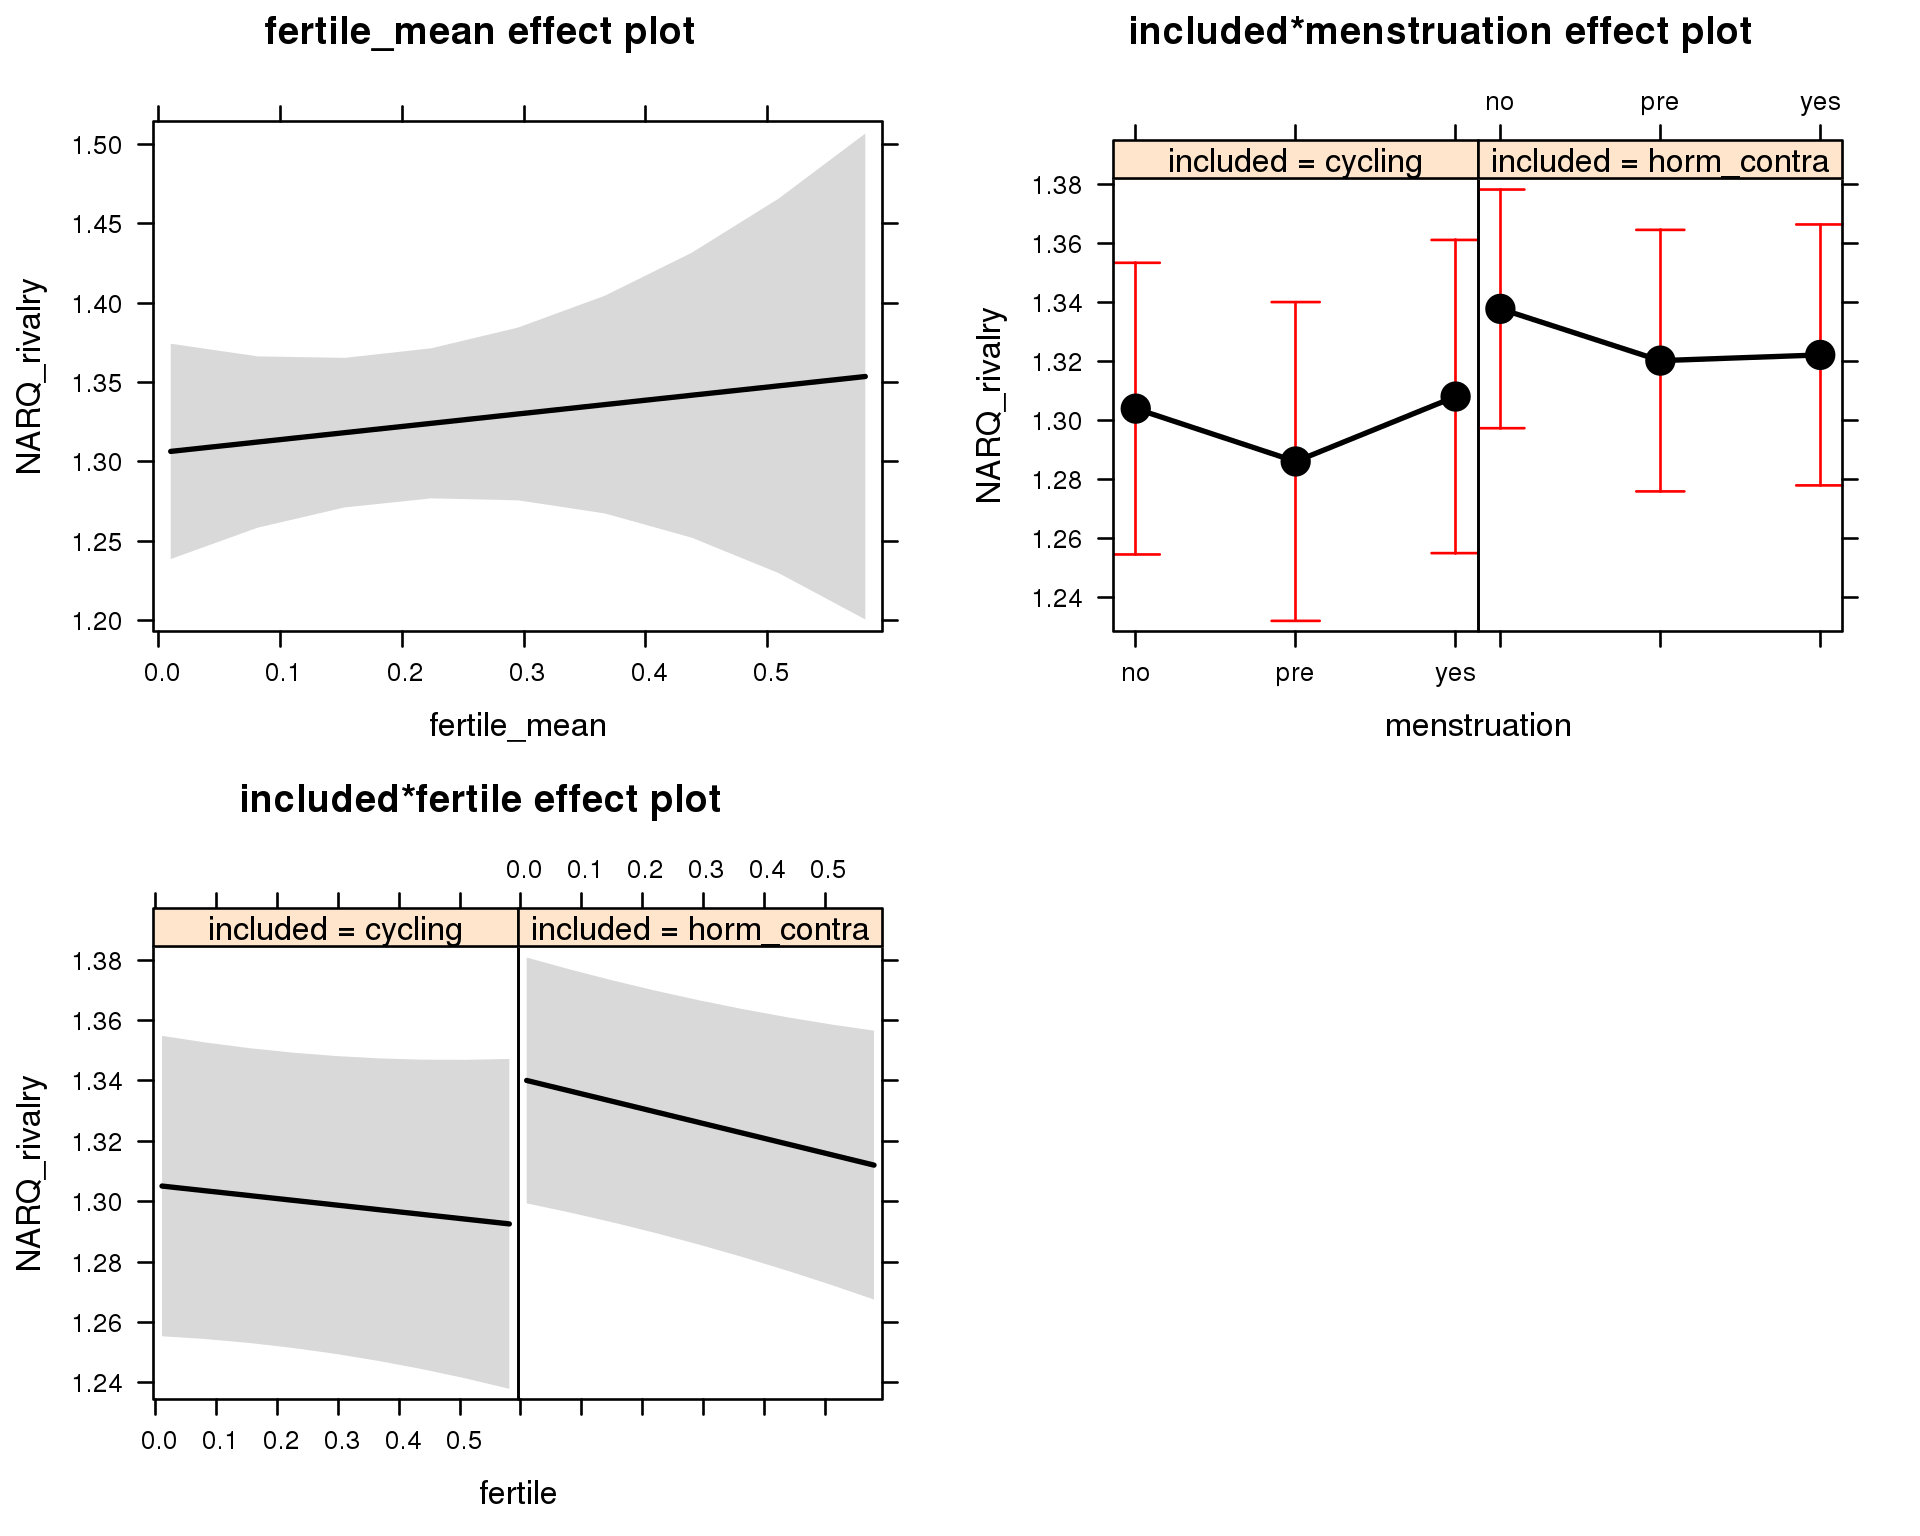 fertile_mean effect plot
NARQ_rivalry
1.50
1.45
1.40
1.35
1.30
1.25
1.20
0.0 0.1 0.2 0.3 0.4 0.5
fertile_mean
included*menstruation effect plot
no pre yes
included = cycling included = horm_contra
NARQ_rivalry
1.38
1.36
1.34
1.32
1.30
1.28
1.26
1.24
no pre yes
menstruation
included*fertile effect plot
0.0 0.1 0.2 0.3 0.4 0.5
included = cycling included = horm_contra
NARQ_rivalry
1.38
1.36
1.34
1.32
1.30
1.28
1.26
1.24
0.0 0.1 0.2 0.3 0.4 0.5
fertile